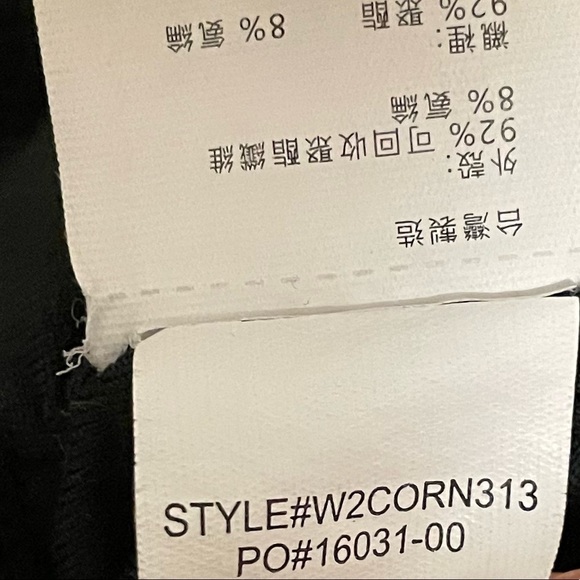 台灣製造
外殼:
92% 可回收聚酯纖維
8% 氨綸
襯裡:
92% 聚酯 8% 氨綸
STYLE#W2CORN313
PO#16031-00